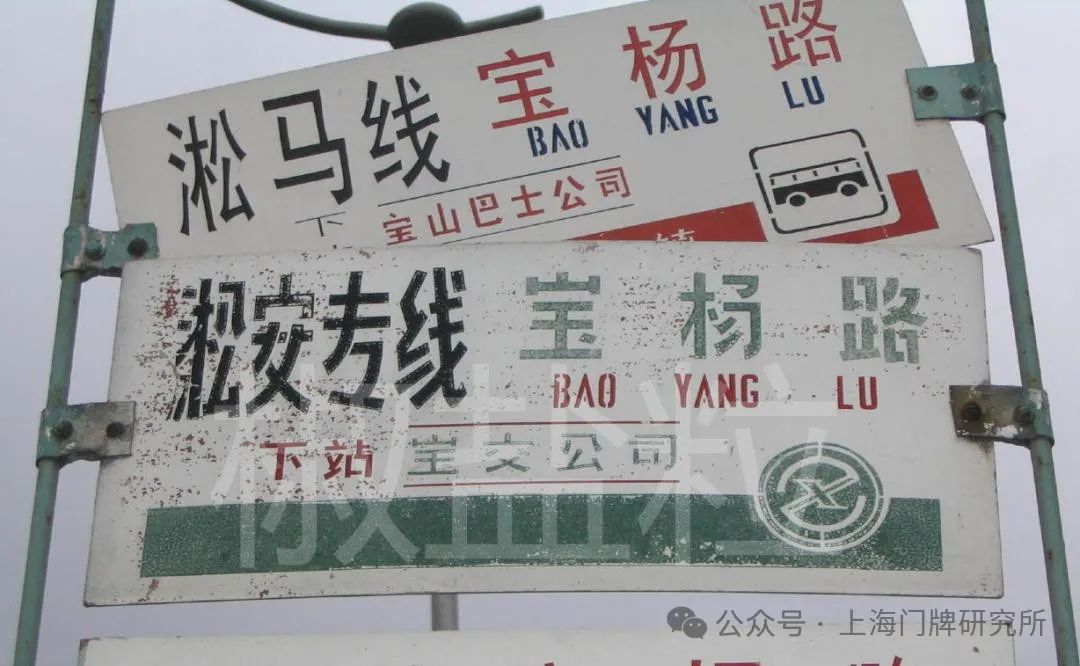 淞马线 宝杨路
BAO YANG LU
下 宝山巴士公司
镇
淞安专线 宝杨路
BAO YANG LU
下站 宝交公司
公众号 · 上海门牌研究所